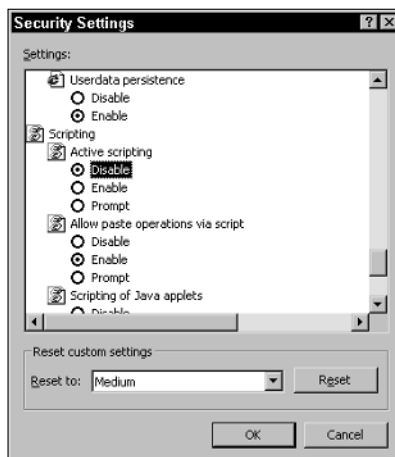 Security Settings
Settings:
Userdata persistence
Disable
Enable
Scripting
Active scripting
Disable
Enable
Prompt
Allow paste operations via script
Disable
Enable
Prompt
Scripting of Java applets
Disable
Reset custom settings
Reset to: Medium Reset
OK Cancel